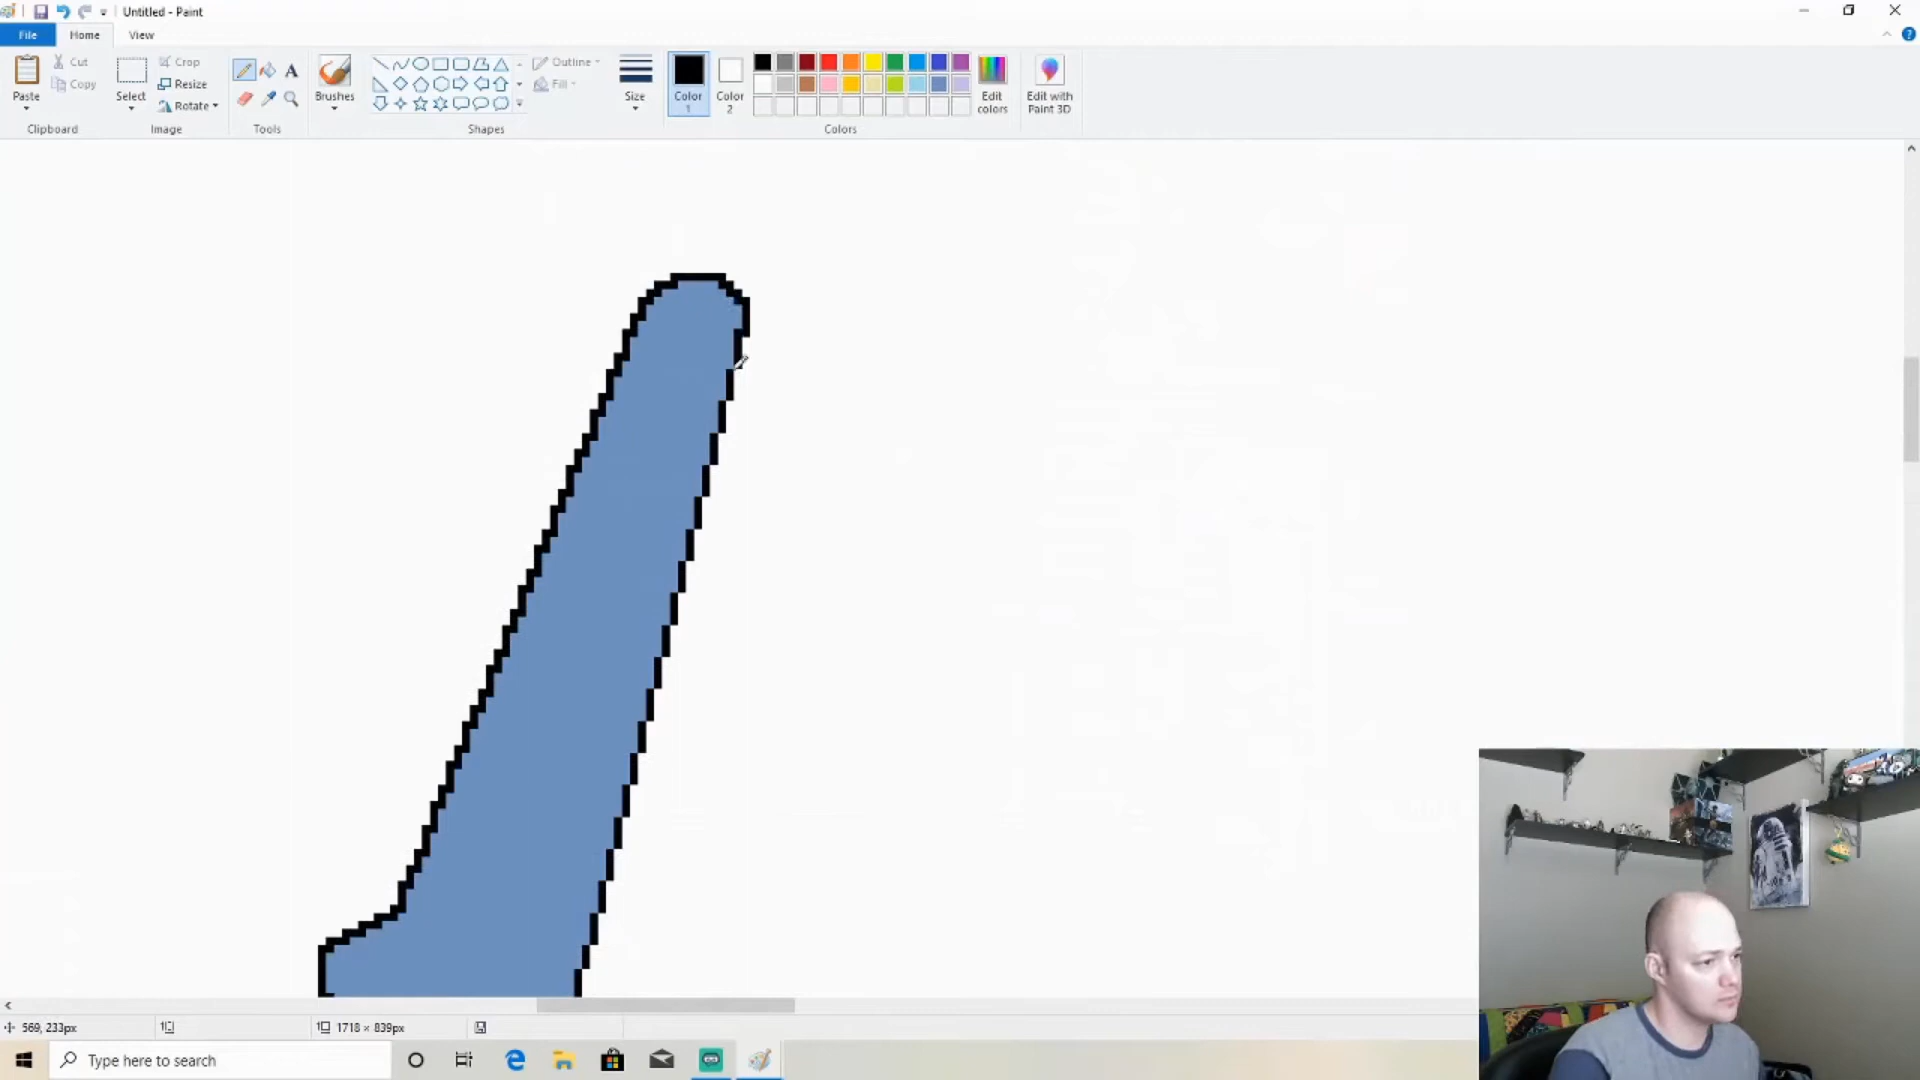 Untitled - Paint
File Home View
Paste
Cut
Copy
Clipboard
Select
Crop
Resize
Rotate
Image
A
Tools
Brushes
Outline
Fill
Shapes
Size
Color 1
Color 2
Edit colors
Colors
Edit with Paint 3D
569, 233px
1718 × 839px
Type here to search